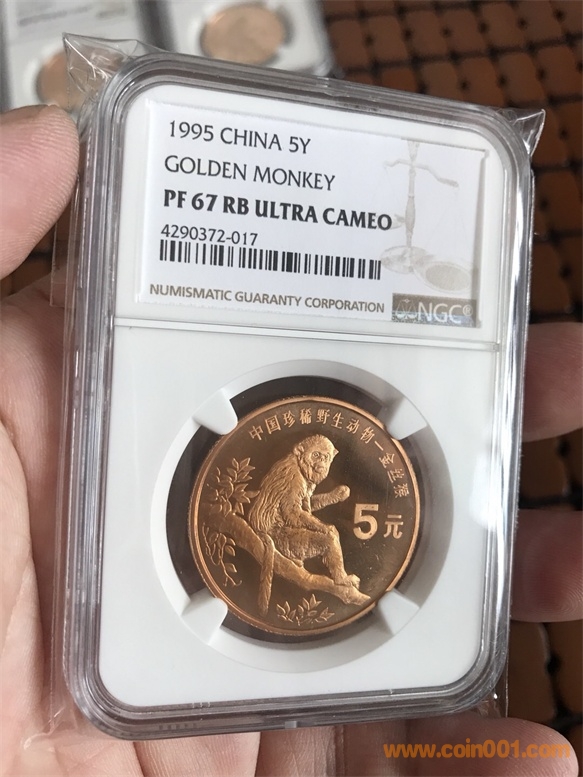 1995 CHINA 5Y
GOLDEN MONKEY
PF 67 RB ULTRA CAMEO
4290372-017
NUMISMATIC GUARANTY CORPORATION
NGC®
中国珍稀野生动物—金丝猴
5元
www.coin001.com